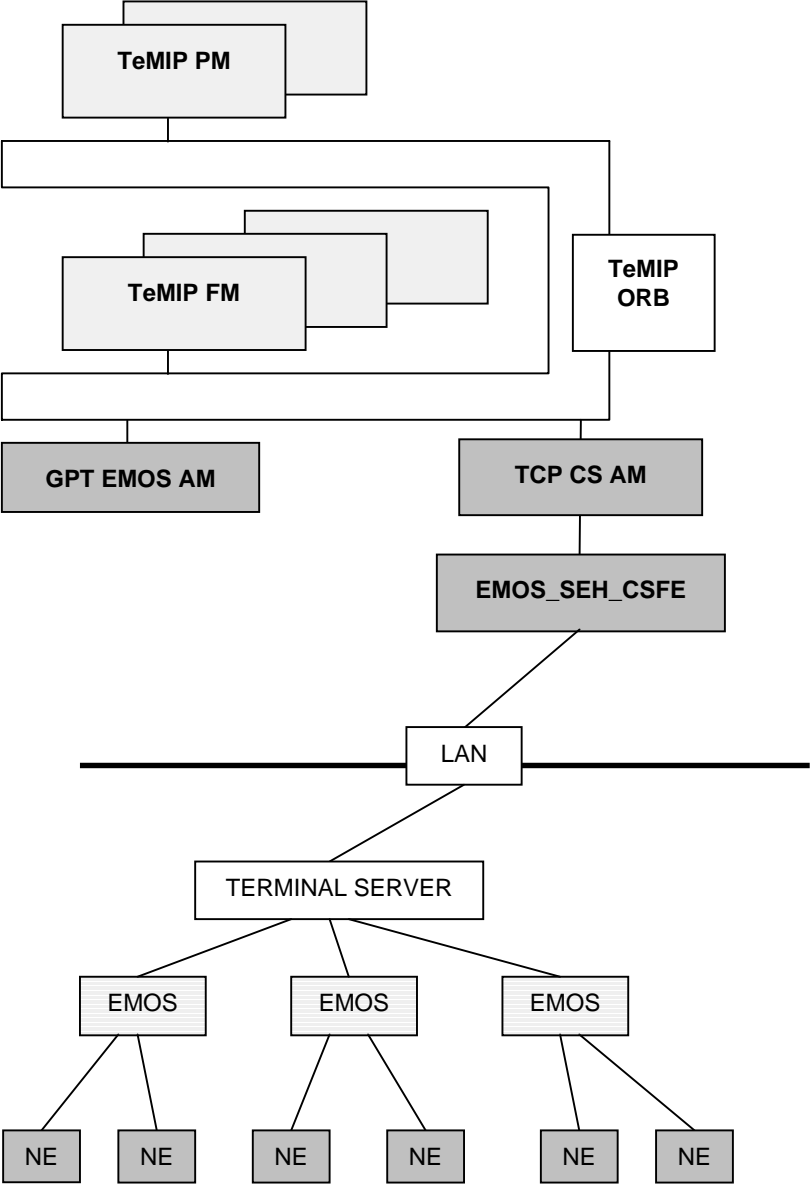 TeMIP PM
TeMIP FM
TeMIP
ORB
GPT EMOS AM
TCP CS AM
EMOS_SEH_CSFE
LAN
TERMINAL SERVER
EMOS
EMOS
EMOS
NE
NE
NE
NE
NE
NE